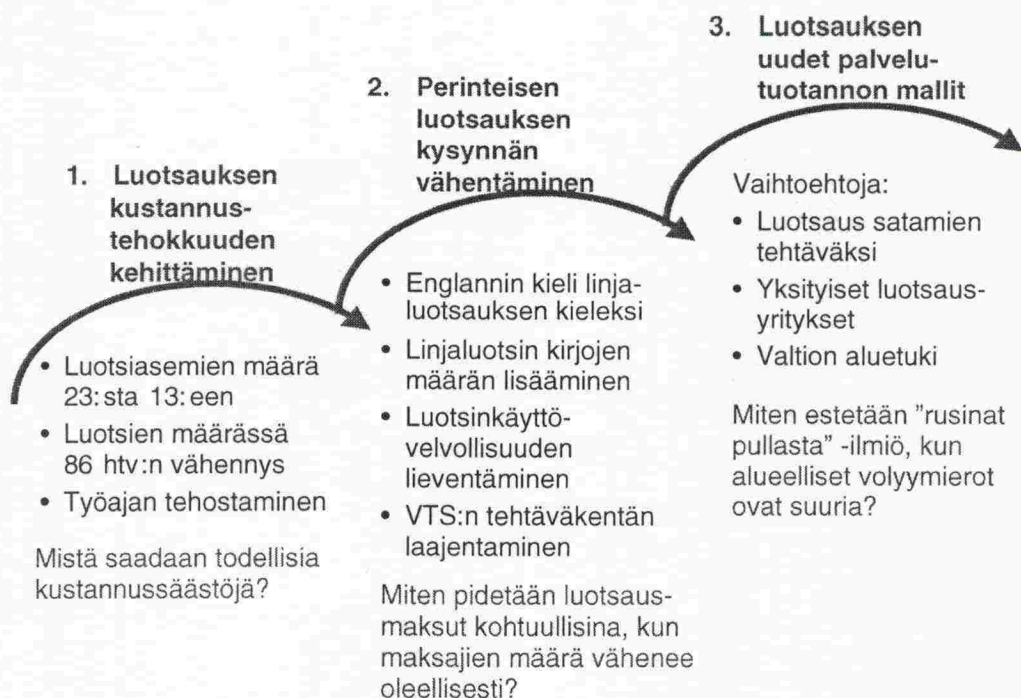 1. Luotsauksen
kustannus-
tehokkuuden
kehittäminen
• Luotsiasemien määrä
23:sta 13:een
• Luotsien määrässä
86 htv:n vähennys
• Työajan tehostaminen
Mistä saadaan todellisia
kustannussäästöjä?
2. Perinteisen
luotsauksen
kysynnän
vähentäminen
• Englannin kieli linja-
luotsauksen kieleksi
• Linjaluotsin kirjojen
määrän lisääminen
• Luotsinkäyttö-
velvollisuuden
lieventäminen
• VTS:n tehtäväkentän
laajentaminen
Miten pidetään luotsaus-
maksut kohtuullisina, kun
maksajien määrä vähenee
oleellisesti?
3. Luotsauksen
uudet palvelu-
tuotannon mallit
Vaihtoehtoja:
• Luotsaus satamien
tehtäväksi
• Yksityiset luotsaus-
yritykset
• Valtion aluetuki
Miten estetään "rusinat
pullasta" -ilmiö, kun
alueelliset volyymierot
ovat suuria?